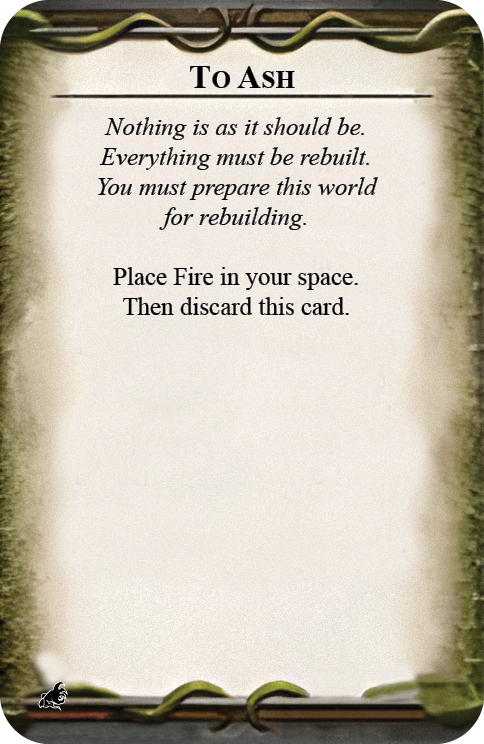 To Ash
Nothing is as it should be.
Everything must be rebuilt.
You must prepare this world
for rebuilding.
Place Fire in your space.
Then discard this card.